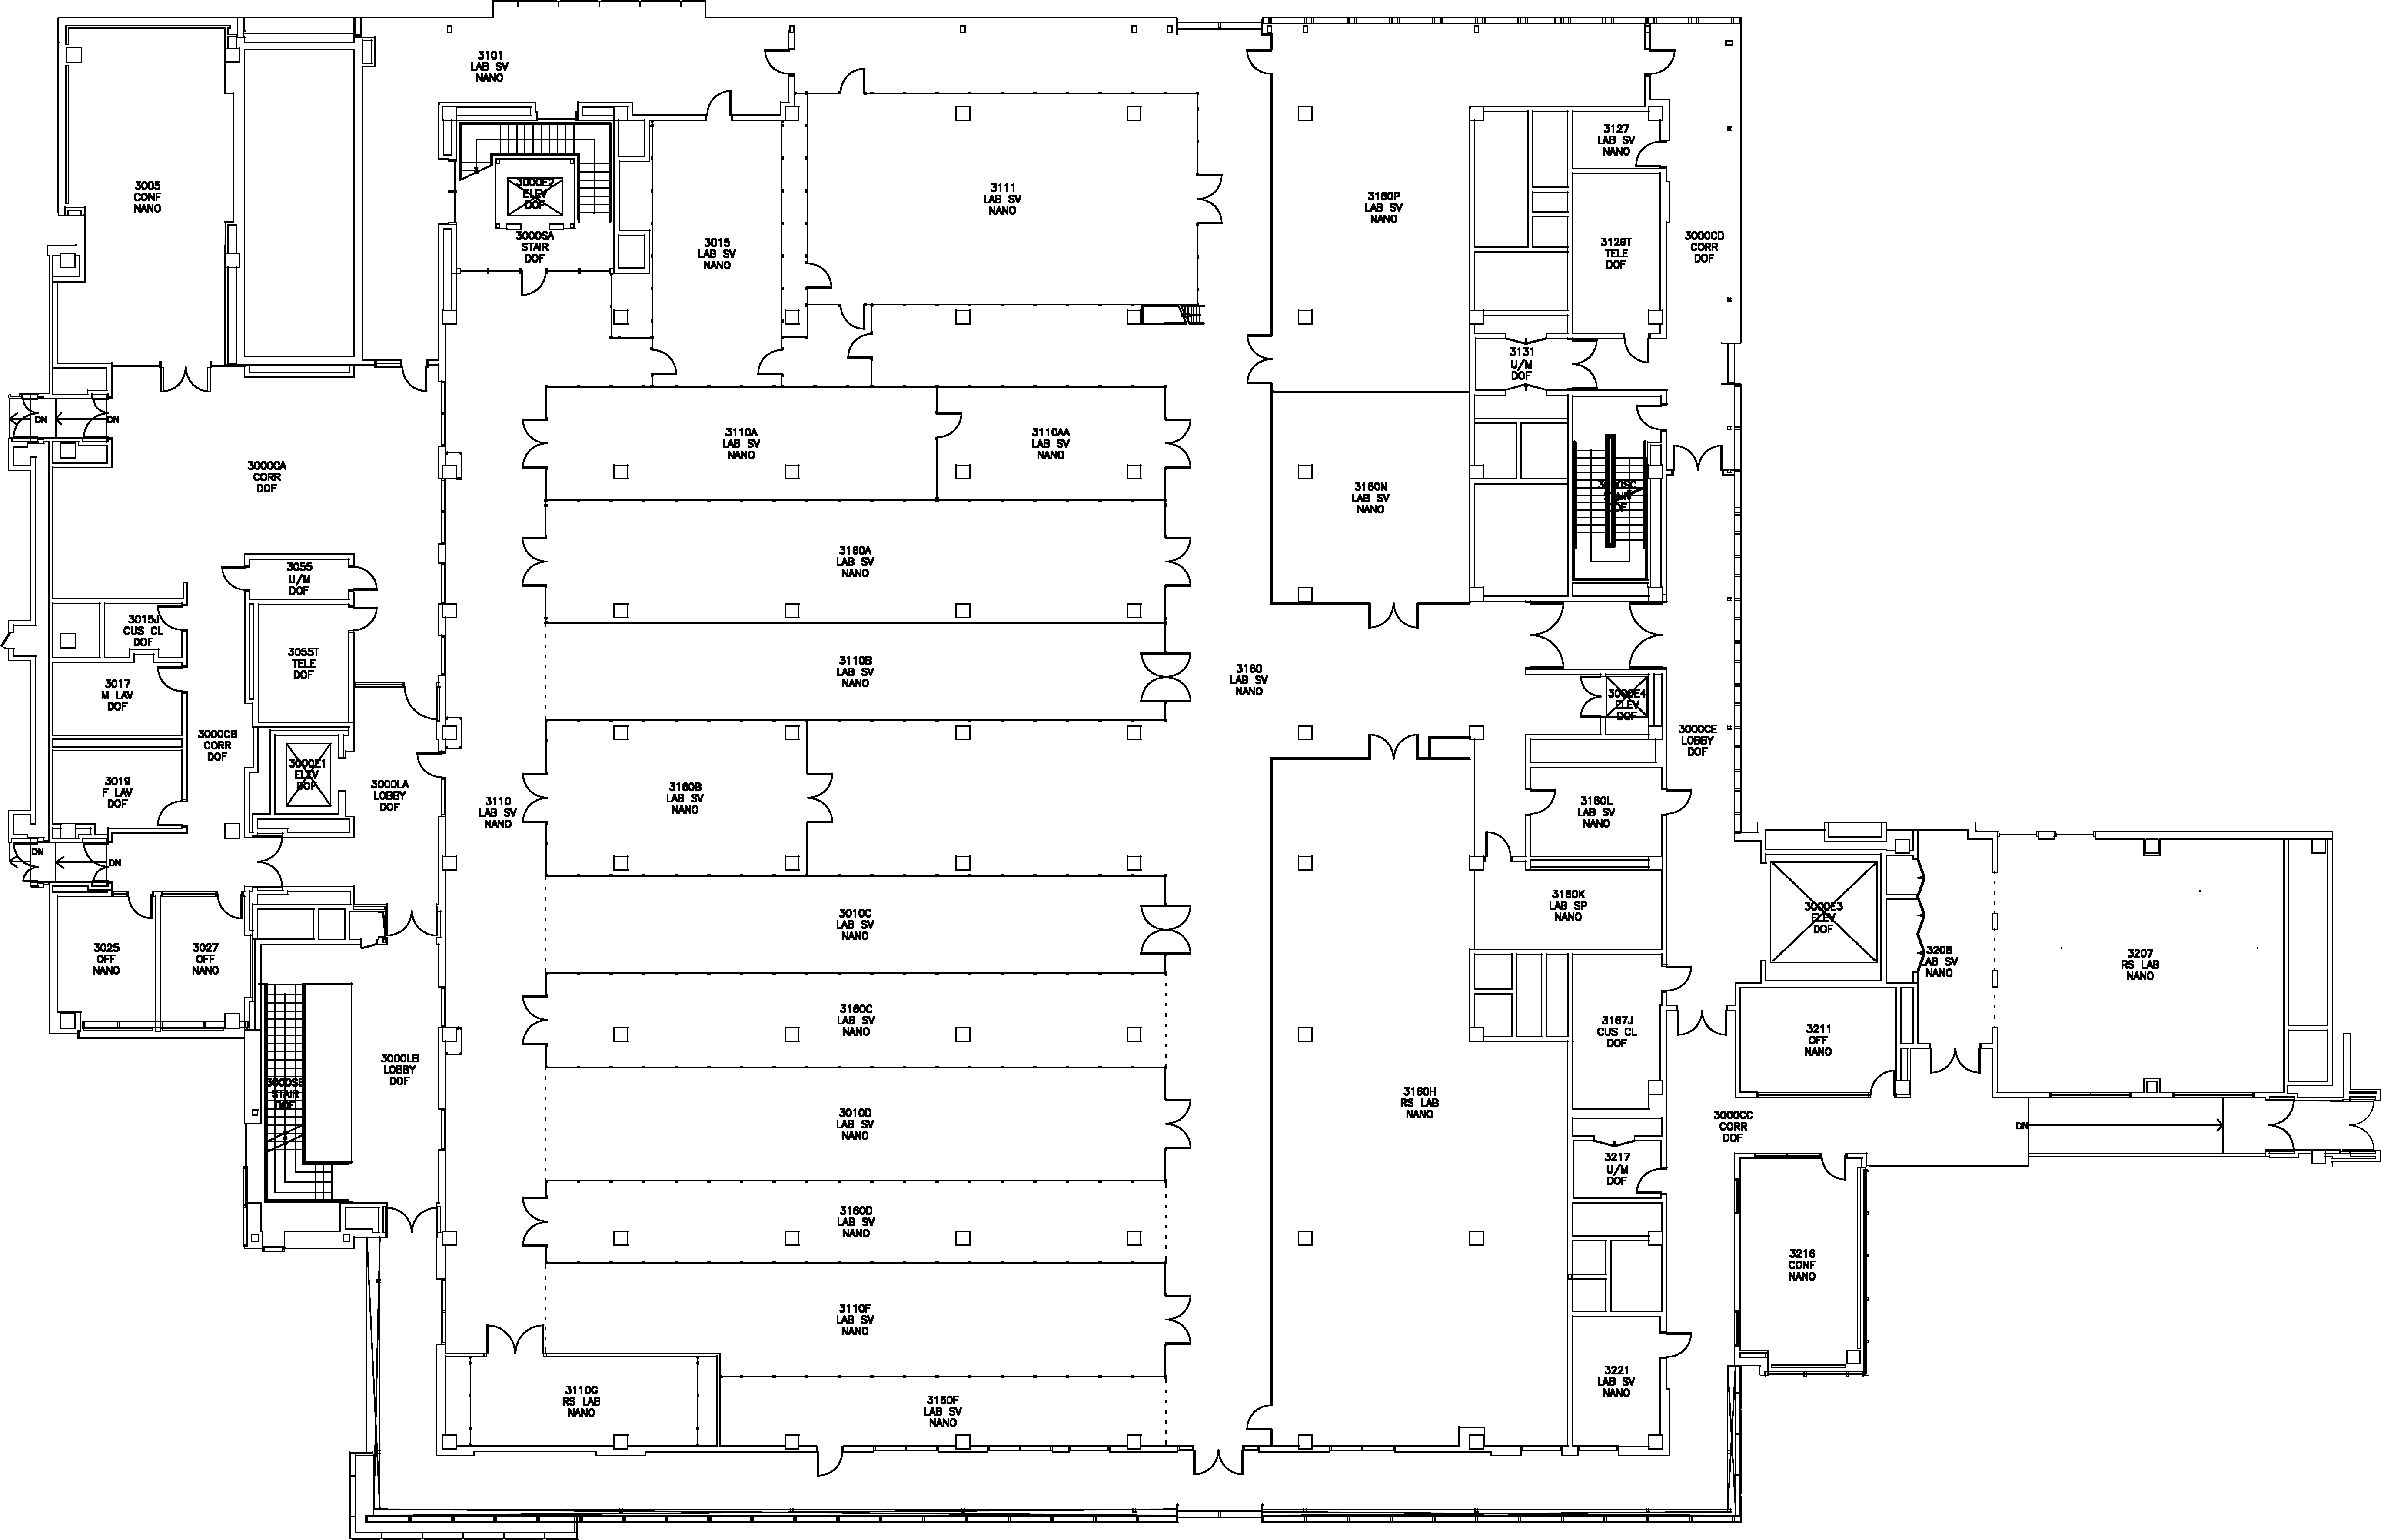 3101
LAB SV
NANO
3005
CONF
NANO
3000E2
ELEV
DOF
3000SA
STAIR
DOF
3015
LAB SV
NANO
3111
LAB SV
NANO
3160P
LAB SV
NANO
3127
LAB SV
NANO
3129T
TELE
DOF
3000CD
CORR
DOF
3131
U/M
DOF
DN
DN
3110A
LAB SV
NANO
3110AA
LAB SV
NANO
3000CA
CORR
DOF
3160N
LAB SV
NANO
3000SC
STAIR
DOF
3160A
LAB SV
NANO
3055
U/M
DOF
3015J
CUS CL
DOF
3055T
TELE
DOF
3110B
LAB SV
NANO
3160
LAB SV
NANO
3017
M LAV
DOF
3000E4
ELEV
DOF
3000CB
CORR
DOF
3000CE
LOBBY
DOF
3000E1
ELEV
DOF
3019
F LAV
DOF
3000LA
LOBBY
DOF
3110
LAB SV
NANO
3160B
LAB SV
NANO
3160L
LAB SV
NANO
DN
DN
3160K
LAB SP
NANO
3010C
LAB SV
NANO
3000E3
ELEV
DOF
3025
OFF
NANO
3027
OFF
NANO
3208
LAB SV
NANO
3207
RS LAB
NANO
3160C
LAB SV
NANO
3167J
CUS CL
DOF
3211
OFF
NANO
3000LB
LOBBY
DOF
3000SB
STAIR
DOF
3160H
RS LAB
NANO
3010D
LAB SV
NANO
3000CC
CORR
DOF
DN
3217
U/M
DOF
3160D
LAB SV
NANO
3216
CONF
NANO
3110F
LAB SV
NANO
3221
LAB SV
NANO
3110G
RS LAB
NANO
3160F
LAB SV
NANO